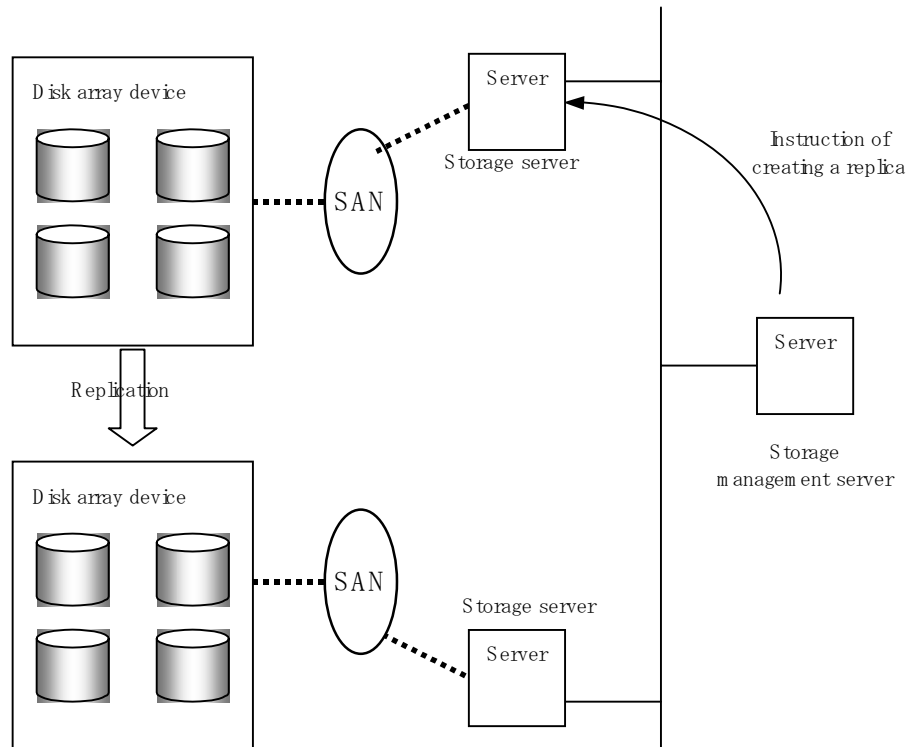 Disk array device
Server
Storage server
SAN
Instruction of
creating a replica
Server
Storage
management server
Replication
Disk array device
SAN
Storage server
Server